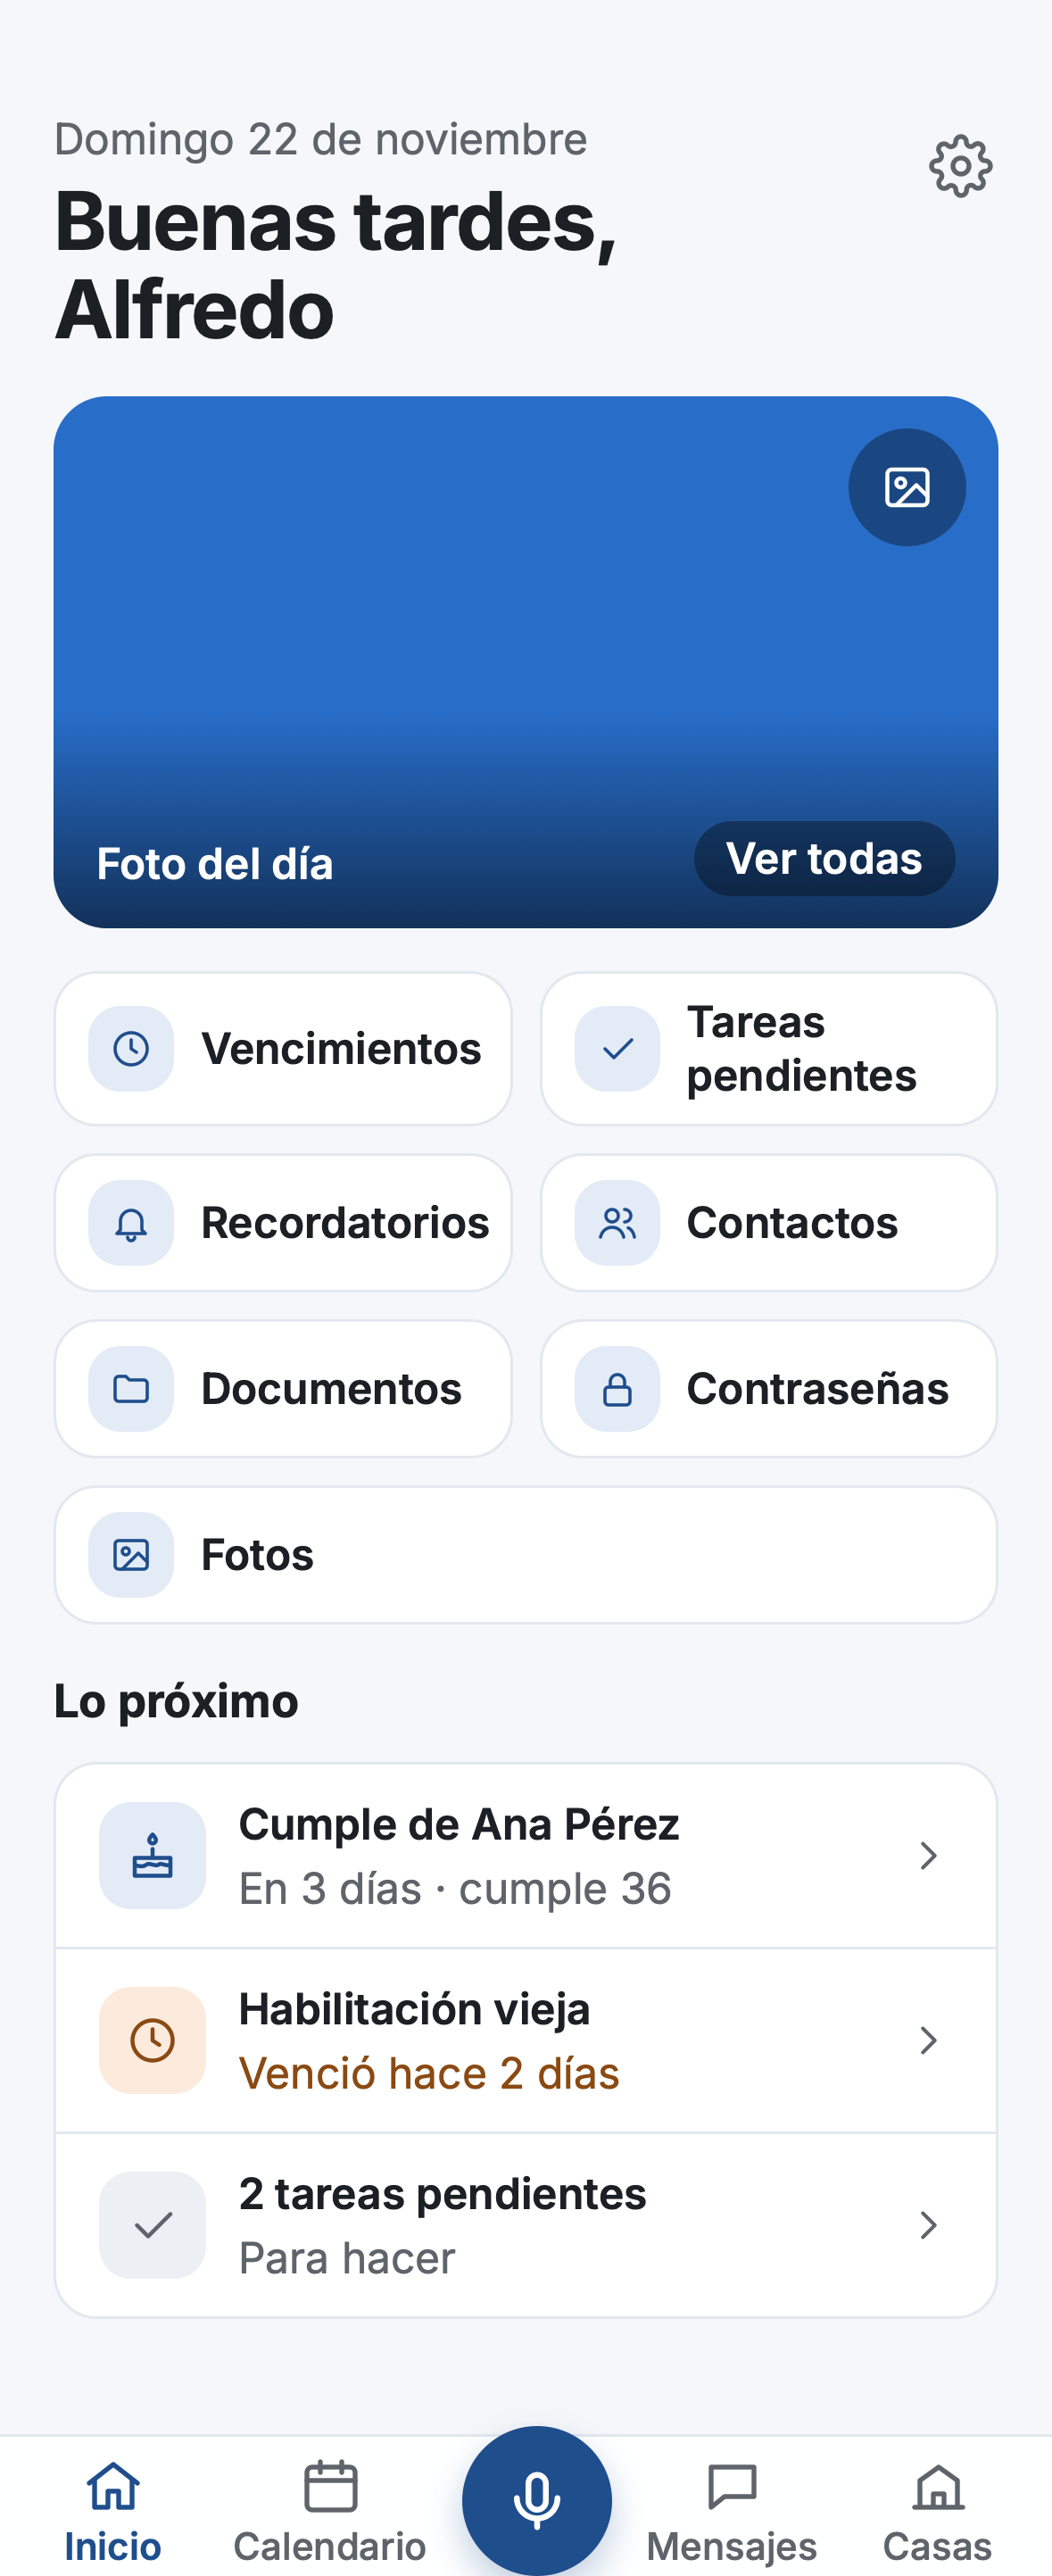 Domingo 22 de noviembre
Buenas tardes,
Alfredo
Foto del día
Ver todas
Vencimientos
Tareas
pendientes
Recordatorios
Contactos
Documentos
Contraseñas
Fotos
Lo próximo
Cumple de Ana Pérez
En 3 días · cumple 36
Habilitación vieja
Venció hace 2 días
2 tareas pendientes
Para hacer
Inicio
Calendario
Mensajes
Casas